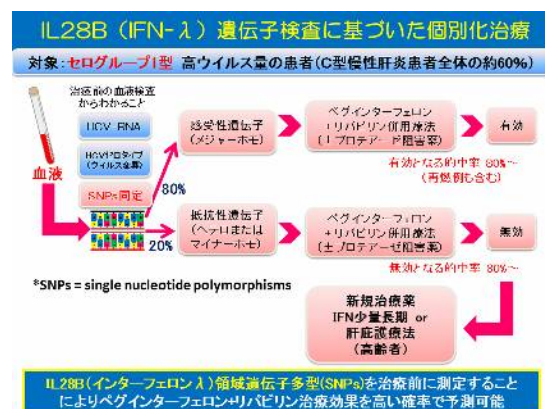 IL28B(IFN-λ)遺伝子検査に基づいた個別化治療
対象:セログループ1型 高ウイルス量の患者(C型慢性肝炎患者全体の約60%)
治療前の血液検査
からわかること
HCV RNA
(ウイルス全景)
SNPs同定
血液
80%
20%
感受性遺伝子
(メジャーホモ)
ペグインターフェロン
+リバビリン併用療法
(±プロテアーゼ阻害薬)
有効
有効となる的中率 80%~
(再燃例も含む)
抵抗性遺伝子
(ヘテロまたは
マイナーホモ)
ペグインターフェロン
+リバビリン併用療法
(±プロテアーゼ阻害薬)
無効
無効となる的中率 80%~
*SNPs = single nucleotide polymorphisms
新規治療薬
IFN少量長期 or
肝庇護療法
(高齢者)
IL28B(インターフェロンλ)領域遺伝子多型(SNPs)を治療前に測定すること
によりペグインターフェロン+リバビリン治療効果を高い確率で予測可能